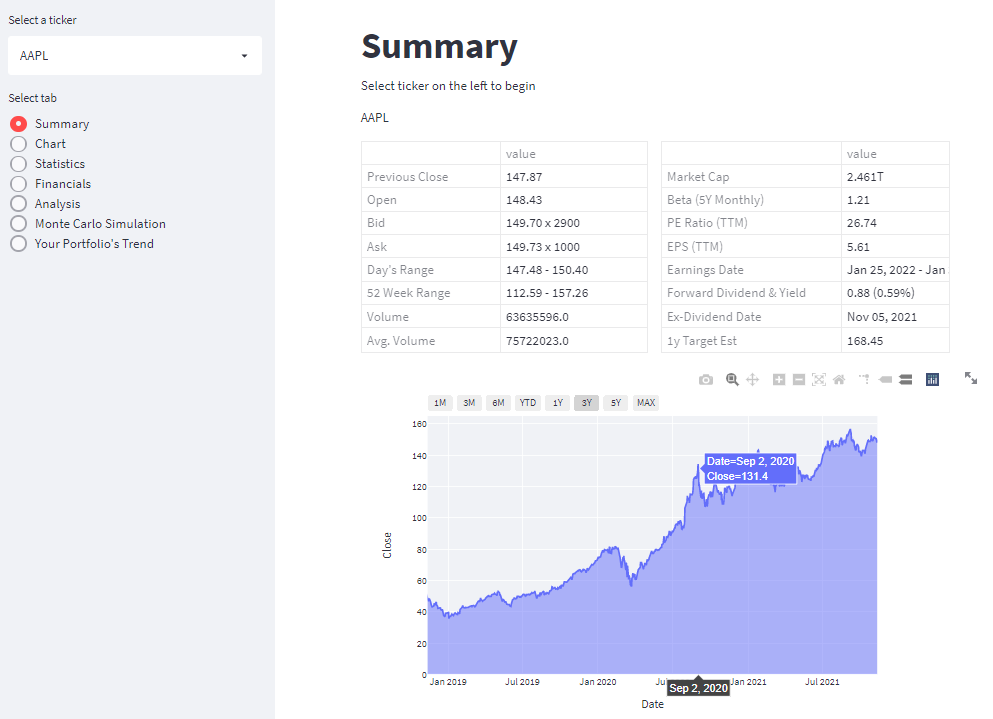 Select a ticker
AAPL
Select tab
Summary
Chart
Statistics
Financials
Analysis
Monte Carlo Simulation
Your Portfolio's Trend
Summary
Select ticker on the left to begin
AAPL
value
Previous Close 147.87
Open 148.43
Bid 149.70 x 2900
Ask 149.73 x 1000
Day's Range 147.48 - 150.40
52 Week Range 112.59 - 157.26
Volume 63635596.0
Avg. Volume 75722023.0
value
Market Cap 2.461T
Beta (5Y Monthly) 1.21
PE Ratio (TTM) 26.74
EPS (TTM) 5.61
Earnings Date Jan 25, 2022 - Jan
Forward Dividend & Yield 0.88 (0.59%)
Ex-Dividend Date Nov 05, 2021
1y Target Est 168.45
1M 3M 6M YTD 1Y 3Y 5Y MAX
160
140
120
100
80
60
40
20
0
Close
Date=Sep 2, 2020
Close=131.4
Jan 2019 Jul 2019 Jan 2020 Jan 2021 Jul 2021
Sep 2, 2020
Date